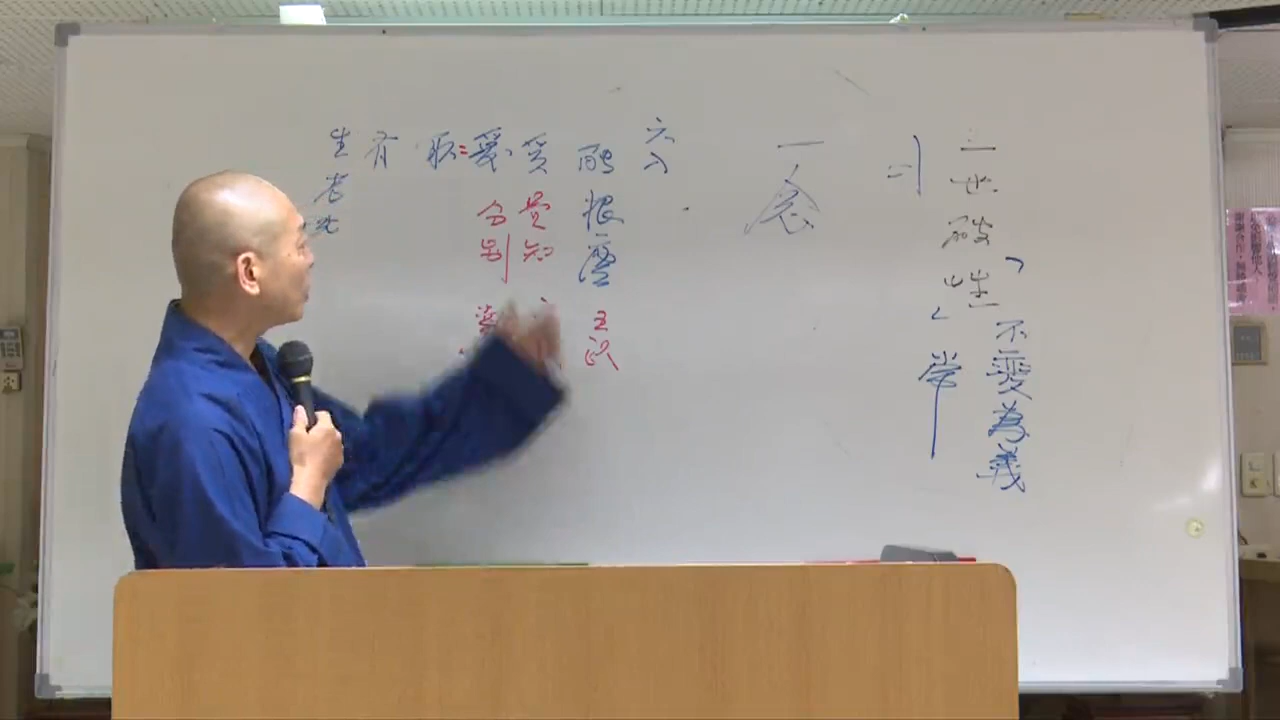 三世破「性」
不變為義
常
一念
六入
觸根塵
五識
受
覺知
愛
分別
取=
有
生老死